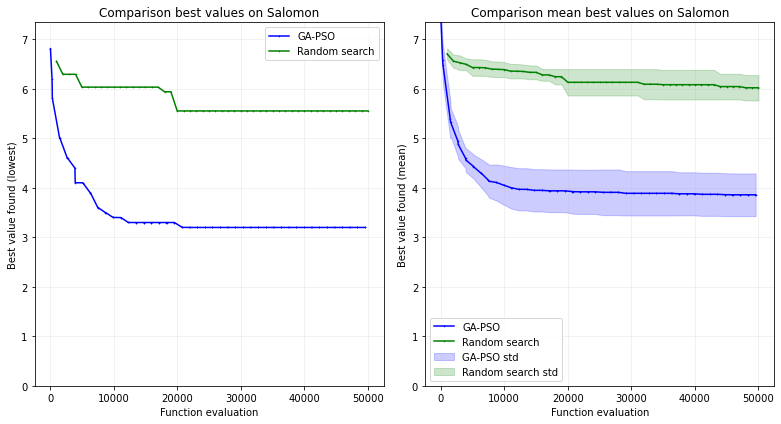 Comparison best values on Salomon
GA-PSO
Random search
7
6
5
4
3
2
1
0
Best value found (lowest)
0
10000
20000
30000
40000
50000
Function evaluation
Comparison mean best values on Salomon
7
6
5
4
3
2
1
0
Best value found (mean)
GA-PSO
Random search
GA-PSO std
Random search std
0
10000
20000
30000
40000
50000
Function evaluation